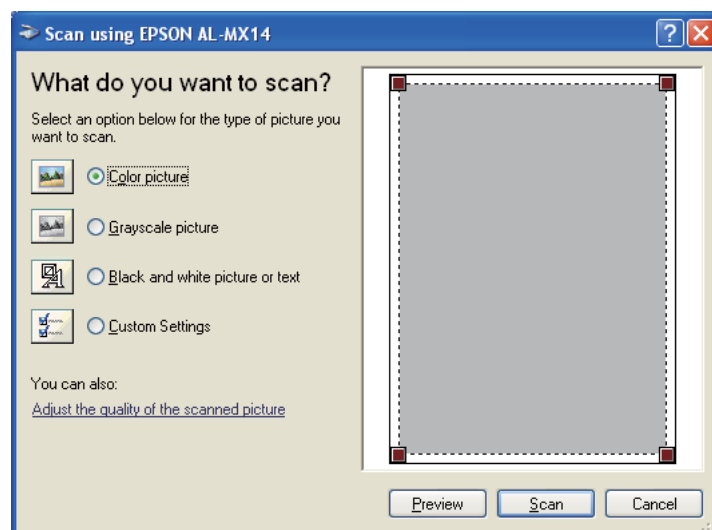 Scan using EPSON AL-MX14
What do you want to scan?
Select an option below for the type of picture you
want to scan.
Color picture
Grayscale picture
Black and white picture or text
Custom Settings
You can also:
Adjust the quality of the scanned picture
Preview
Scan
Cancel